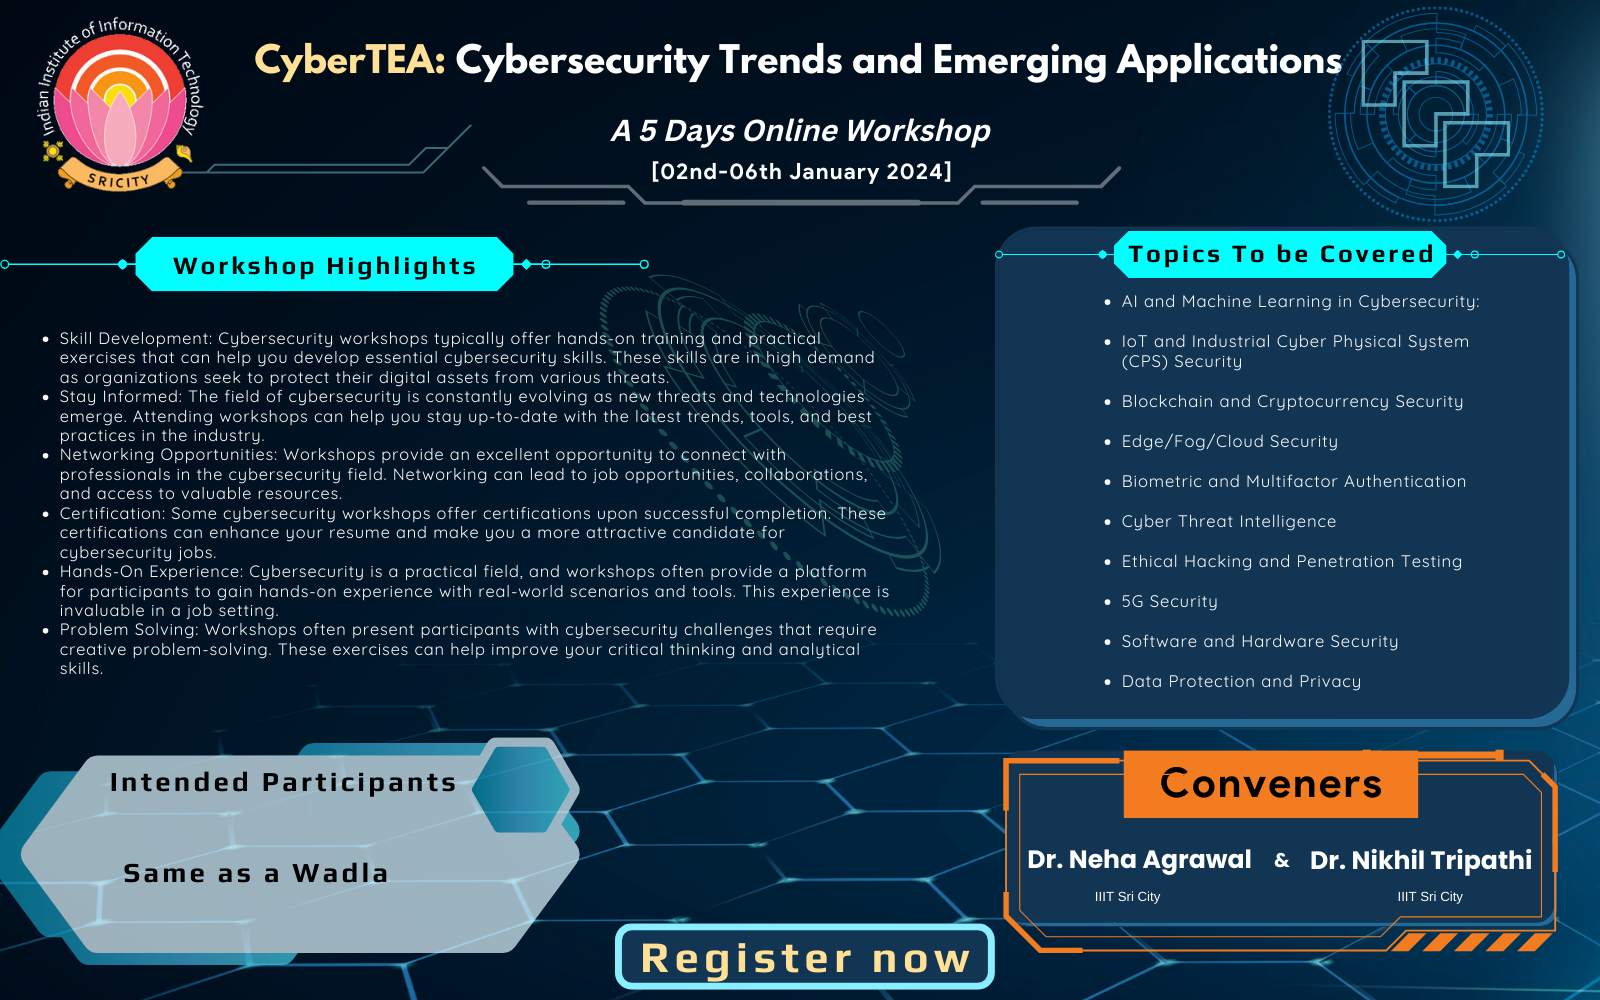 Indian Institute of Information Technology
SRICITY
CyberTEA: Cybersecurity Trends and Emerging Applications
A 5 Days Online Workshop
[02nd-06th January 2024]
Workshop Highlights
• Skill Development: Cybersecurity workshops typically offer hands-on training and practical
exercises that can help you develop essential cybersecurity skills. These skills are in high demand
as organizations seek to protect their digital assets from various threats.
• Stay Informed: The field of cybersecurity is constantly evolving as new threats and technologies
emerge. Attending workshops can help you stay up-to-date with the latest trends, tools, and best
practices in the industry.
• Networking Opportunities: Workshops provide an excellent opportunity to connect with
professionals in the cybersecurity field. Networking can lead to job opportunities, collaborations,
and access to valuable resources.
• Certification: Some cybersecurity workshops offer certifications upon successful completion. These
certifications can enhance your resume and make you a more attractive candidate for
cybersecurity jobs.
• Hands-On Experience: Cybersecurity is a practical field, and workshops often provide a platform
for participants to gain hands-on experience with real-world scenarios and tools. This experience is
invaluable in a job setting.
• Problem Solving: Workshops often present participants with cybersecurity challenges that require
creative problem-solving. These exercises can help improve your critical thinking and analytical
skills.
Topics To be Covered
• AI and Machine Learning in Cybersecurity:
• IoT and Industrial Cyber Physical System
(CPS) Security
• Blockchain and Cryptocurrency Security
• Edge/Fog/Cloud Security
• Biometric and Multifactor Authentication
• Cyber Threat Intelligence
• Ethical Hacking and Penetration Testing
• 5G Security
• Software and Hardware Security
• Data Protection and Privacy
Intended Participants
Same as a Wadla
Conveners
Dr. Neha Agrawal & Dr. Nikhil Tripathi
IIIT Sri City IIIT Sri City
Register now